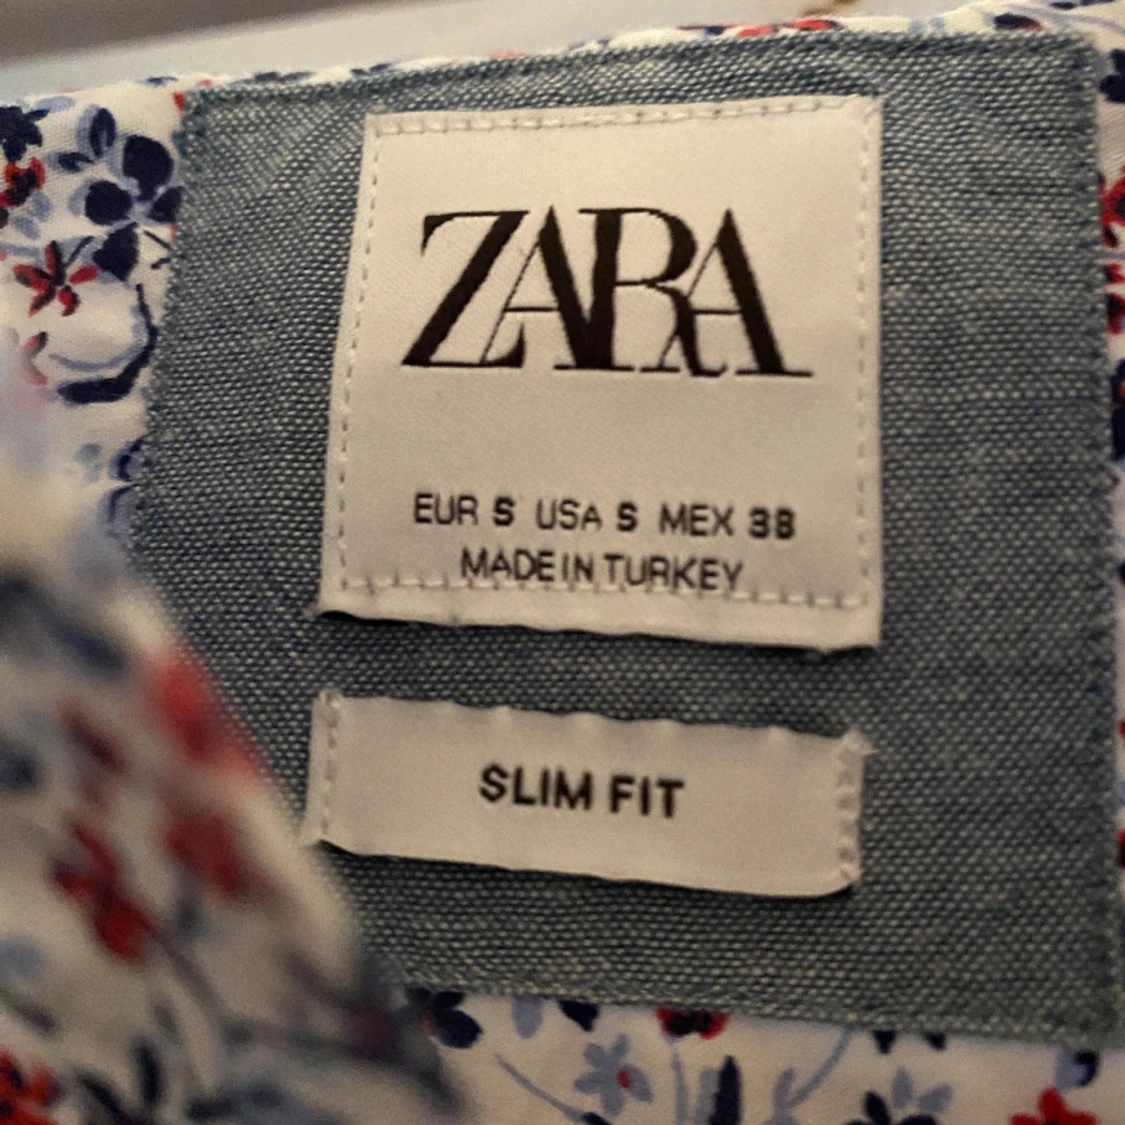 ZARA
EUR S USA S MEX 38
MADE IN TURKEY
SLIM FIT